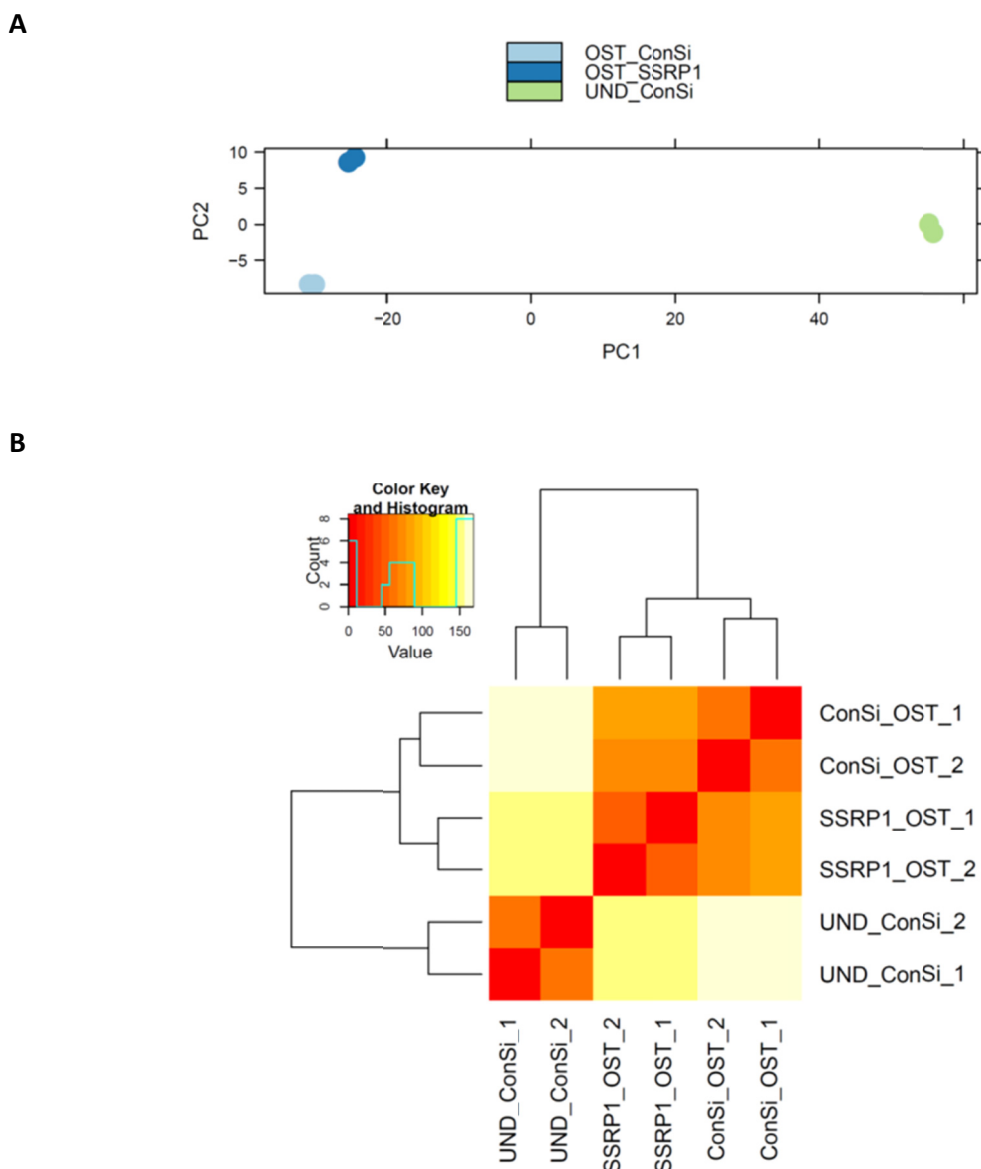 A
OST_ConSi
OST_SSRP1
UND_ConSi
10
5
0
−5
PC2
−20 0 20 40
PC1
B
Color Key
and Histogram
8
6
4
2
0
Count
0 50 100 150
Value
ConSi_OST_1
ConSi_OST_2
SSRP1_OST_1
SSRP1_OST_2
UND_ConSi_2
UND_ConSi_1
UND_ConSi_1
UND_ConSi_2
SSRP1_OST_2
SSRP1_OST_1
ConSi_OST_2
ConSi_OST_1